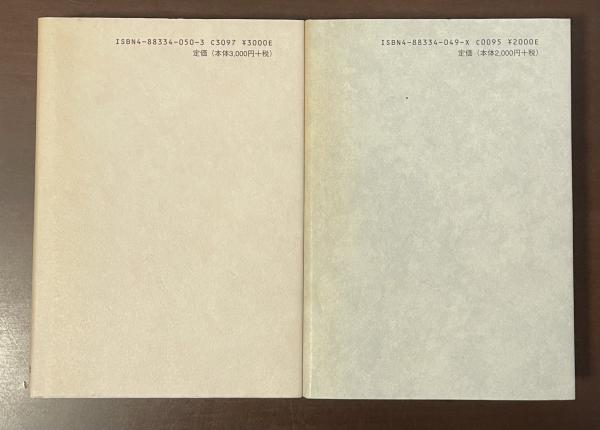 ISBN4-88334-050-3 C3097 ¥3000E
定価（本体3,000円+税）
ISBN4-88334-049-X C0095 ¥2000E
定価（本体2,000円+税）